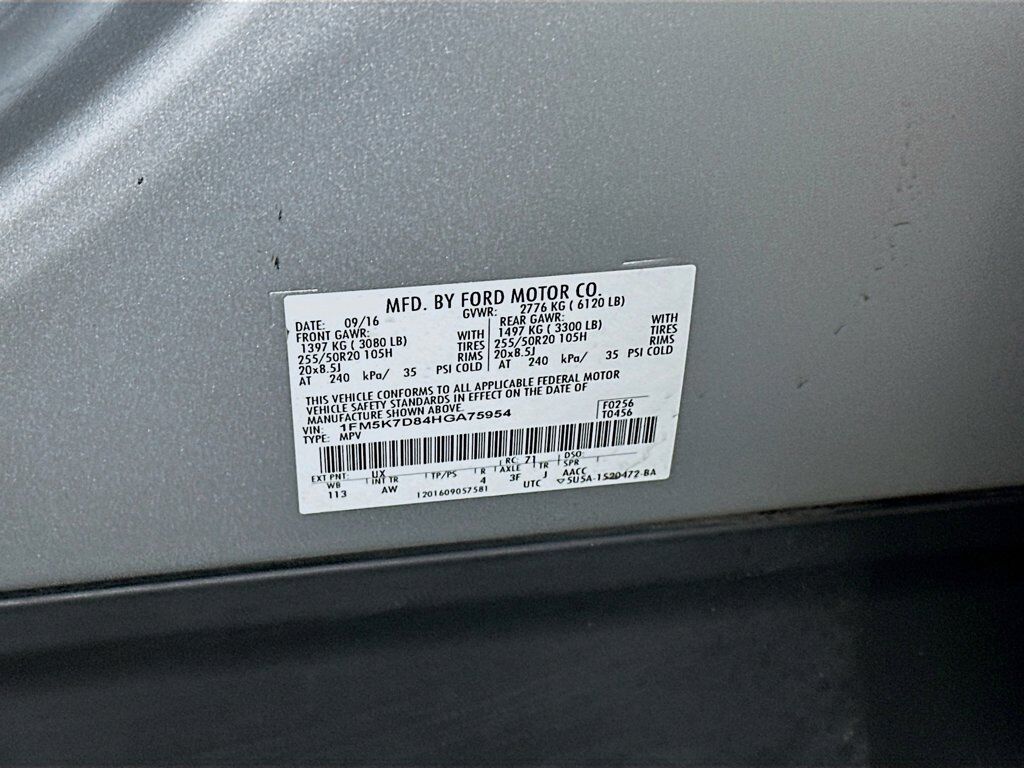 MFD. BY FORD MOTOR CO.
DATE: 09/16 GVWR: 2776 KG ( 6120 LB)
FRONT GAWR: REAR GAWR:
1397 KG ( 3080 LB) WITH 1497 KG ( 3300 LB) WITH
255/50R20 105H TIRES 255/50R20 105H TIRES
20x8.5J RIMS 20x8.5J RIMS
AT 240 kPa/ 35 PSI COLD AT 240 kPa/ 35 PSI COLD
THIS VEHICLE CONFORMS TO ALL APPLICABLE FEDERAL MOTOR
VEHICLE SAFETY STANDARDS IN EFFECT ON THE DATE OF
MANUFACTURE SHOWN ABOVE.
VIN: 1FM5K7D84HGA75954 F0256
TYPE: MPV T0456
EXT PNT: UX RC: 71 DSO:
WB INT TR TP/PS R AXLE TR SPR
113 AW 4 3F J AACC
1201609057581 UTC 5U5A-1520472-BA